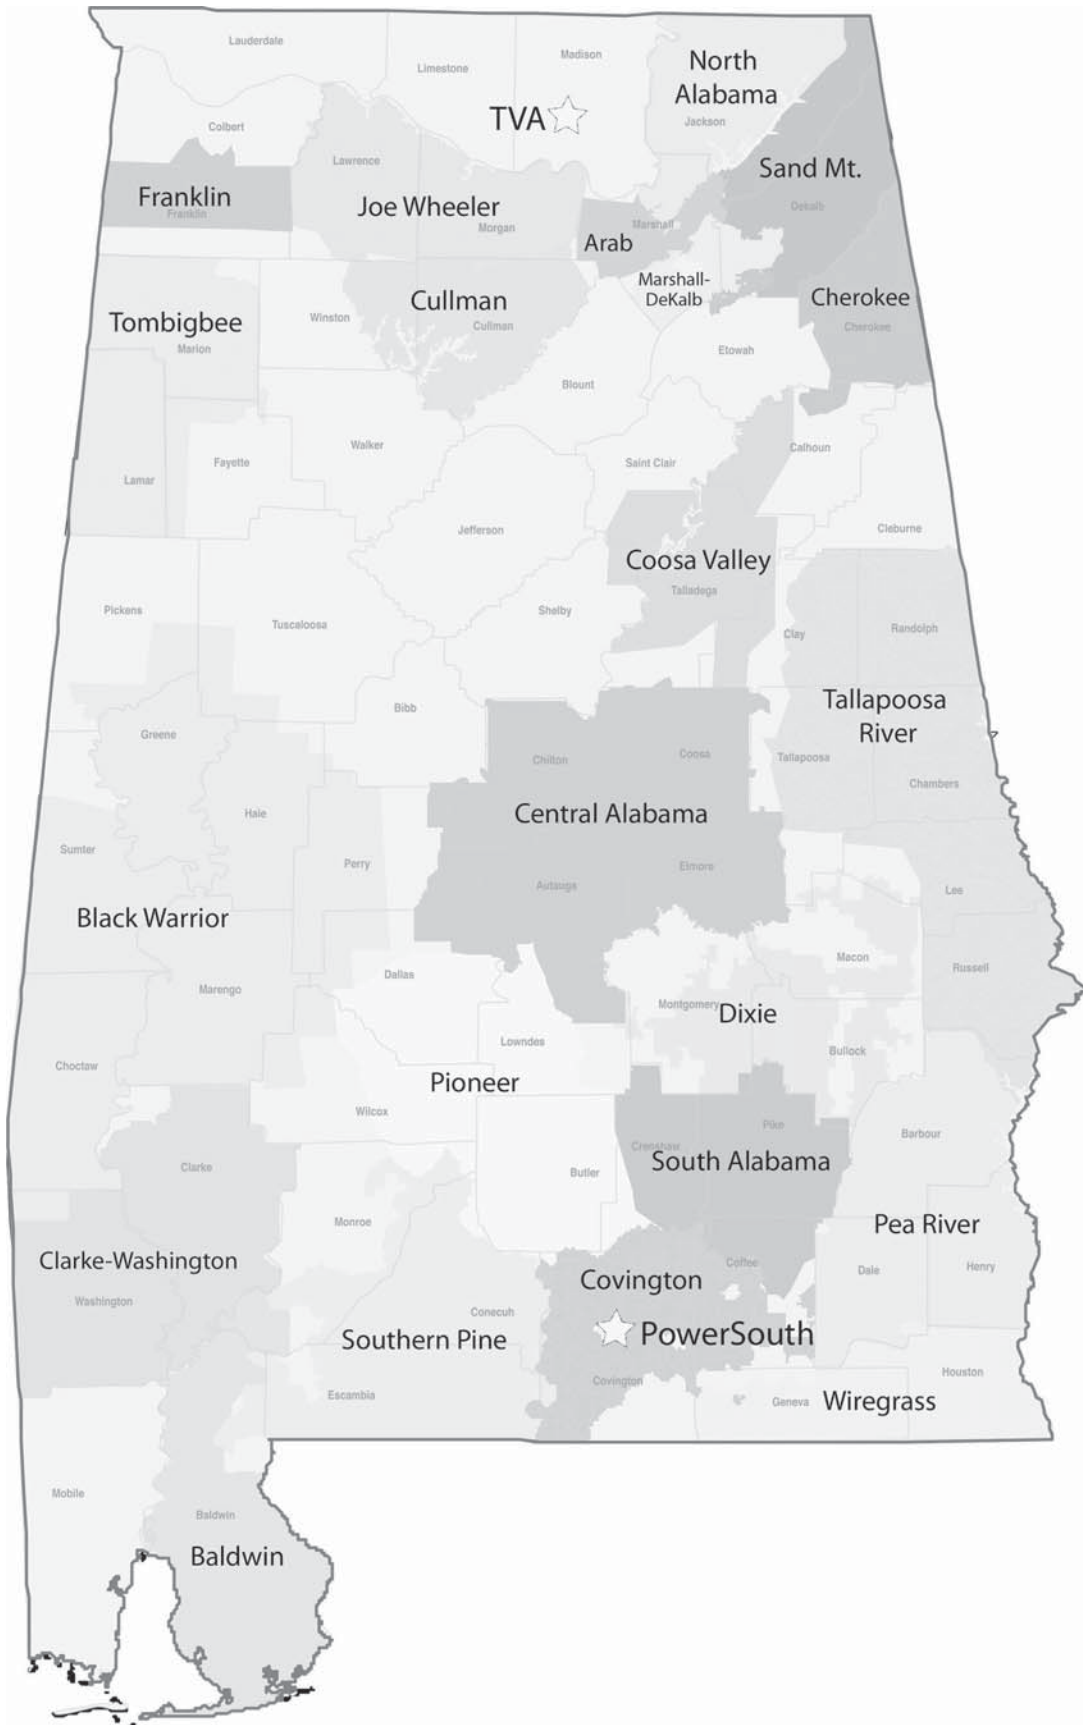 Lauderdale
Limestone
Madison
North
Alabama
Jackson
TVA
Colbert
Lawrence
Sand Mt.
Dekalb
Franklin
Franklin
Joe Wheeler
Morgan
Marshall
Arab
Marshall-
DeKalb
Cherokee
Cherokee
Cullman
Cullman
Winston
Tombigbee
Marion
Etowah
Blount
Walker
Fayette
Lamar
Saint Clair
Calhoun
Jefferson
Cleburne
Coosa Valley
Talladega
Pickens
Tuscaloosa
Shelby
Clay
Randolph
Tallapoosa
River
Bibb
Greene
Chilton
Coosa
Tallapoosa
Chambers
Central Alabama
Hale
Sumter
Perry
Autauga
Elmore
Lee
Black Warrior
Dallas
Macon
Russell
Marengo
Montgomery
Dixie
Lowndes
Bullock
Choctaw
Pioneer
Wilcox
Pike
Barbour
Crenshaw
South Alabama
Clarke
Butler
Monroe
Pea River
Clarke-Washington
Covington
Coffee
Dale
Henry
Washington
Conecuh
Southern Pine
PowerSouth
Escambia
Covington
Geneva
Wiregrass
Houston
Mobile
Baldwin
Baldwin